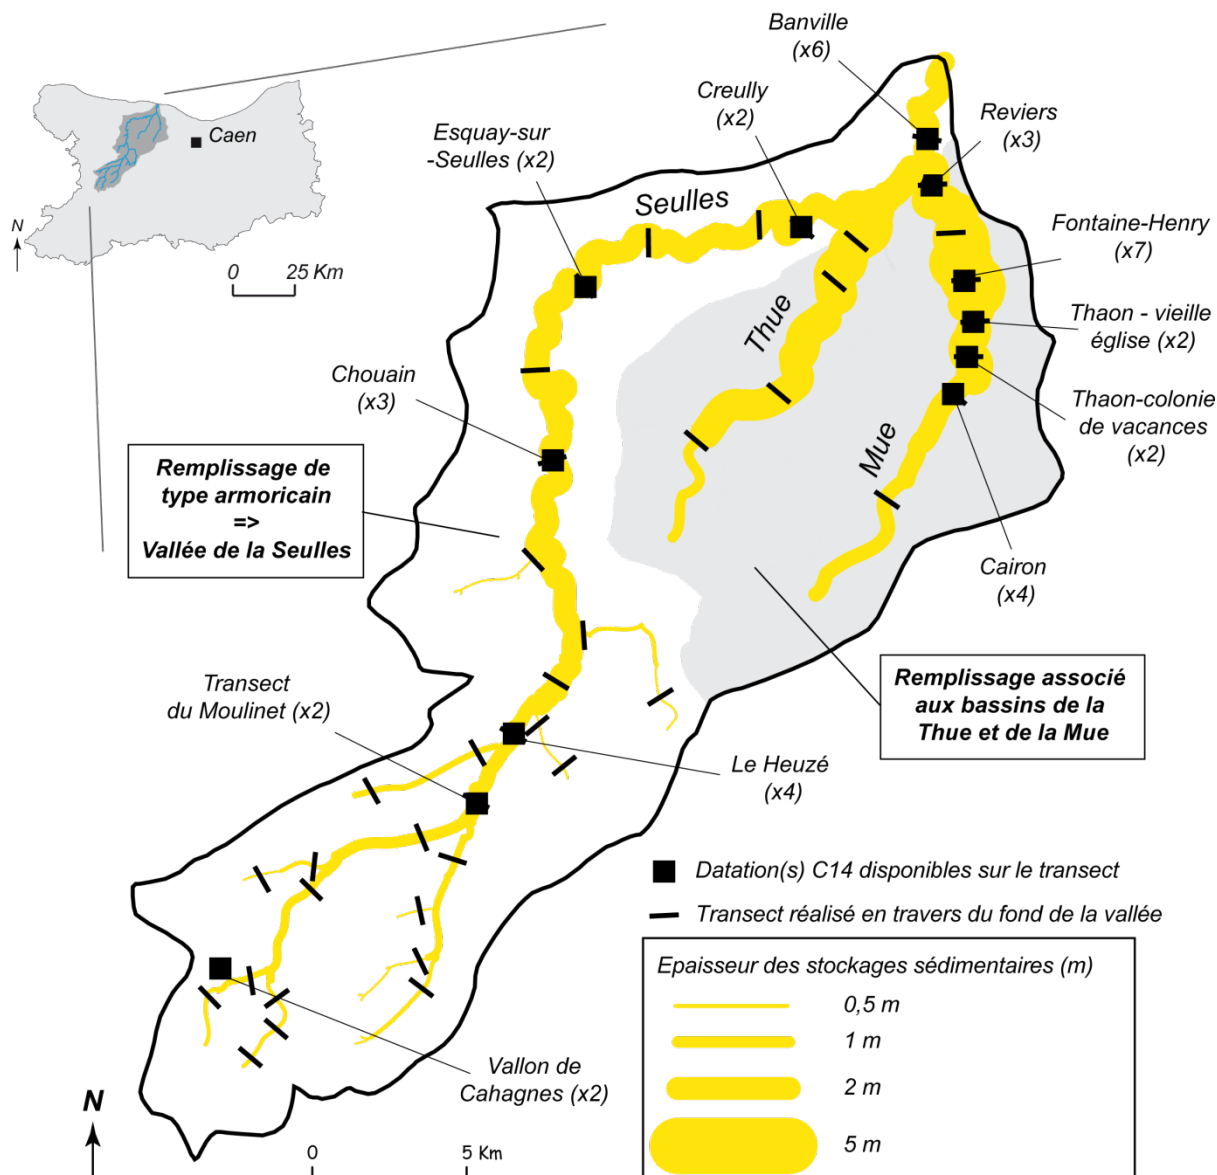 Caen
N
0 25 Km
Banville
(x6)
Creully
(x2)
Reviers
(x3)
Esquay-sur
-Seulles (x2)
Seulles
Fontaine-Henry
(x7)
Thue
Thaon - vieille
église (x2)
Chouain
(x3)
Thaon-colonie
de vacances
(x2)
Mue
Remplissage de
type armoricain
=>
Vallée de la Seulles
Cairon
(x4)
Transect
du Moulinet (x2)
Remplissage associé
aux bassins de la
Thue et de la Mue
Le Heuzé
(x4)
Datation(s) C14 disponibles sur le transect
Transect réalisé en travers du fond de la vallée
Epaisseur des stockages sédimentaires (m)
0,5 m
1 m
2 m
5 m
Vallon de
Cahagnes (x2)
N
0 5 Km